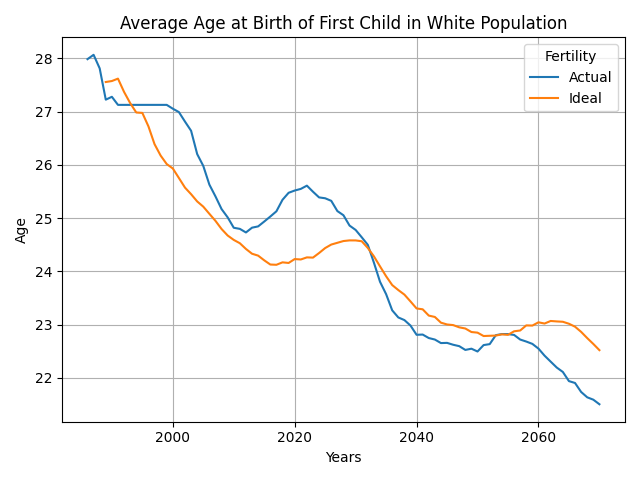 Average Age at Birth of First Child in White Population
Fertility
Actual
Ideal
Age
28
27
26
25
24
23
22
2000
2020
2040
2060
Years